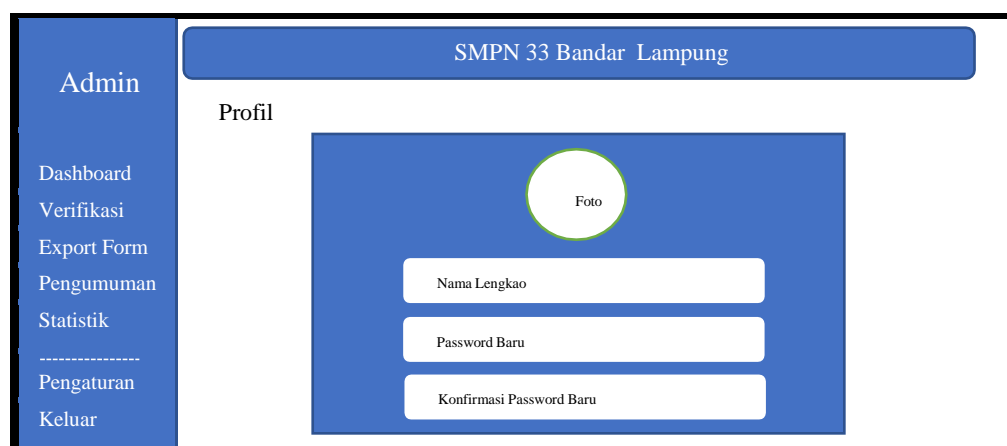 SMPN 33 Bandar Lampung
Admin
Dashboard
Verifikasi
Export Form
Pengumuman
Statistik
----------------
Pengaturan
Keluar
Profil
Foto
Nama Lengkao
Password Baru
Konfirmasi Password Baru